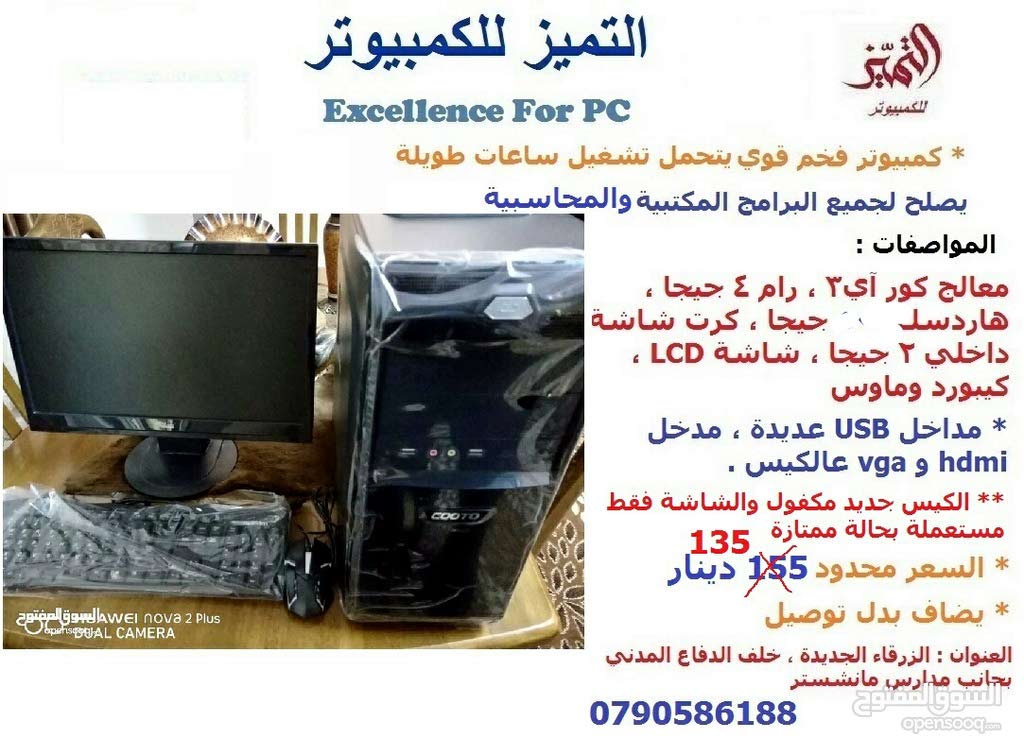 التميز للكمبيوتر
Excellence For PC
التميّز
للكمبيوتر
* كمبيوتر فخم قوي يتحمل تشغيل ساعات طويلة
يصلح لجميع البرامج المكتبية والمحاسبية
المواصفات :
معالج كور آي٣ ، رام ٤ جيجا ،
هاردسك جيجا ، كرت شاشة
داخلي ٢ جيجا ، شاشة LCD ،
كيبورد وماوس
* مداخل USB عديدة ، مدخل
hdmi و vga عالكيس .
** الكيس جديد مكفول والشاشة فقط
مستعملة بحالة ممتازة
135
* السعر محدود 155 دينار
* يضاف بدل توصيل
العنوان : الزرقاء الجديدة ، خلف الدفاع المدني
بجانب مدارس مانشستر
0790586188
COOTO
HUAWEI nova 2 Plus
DUAL CAMERA
السوق المفتوح
opensooq.com
السوق المفتوح
opensooq.com